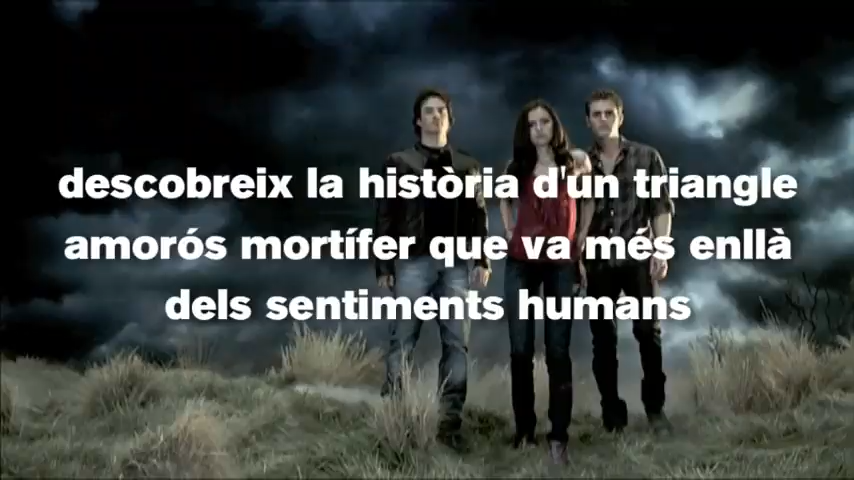 descobreix la història d'un triangle
amorós mortífer que va més enllà
dels sentiments humans